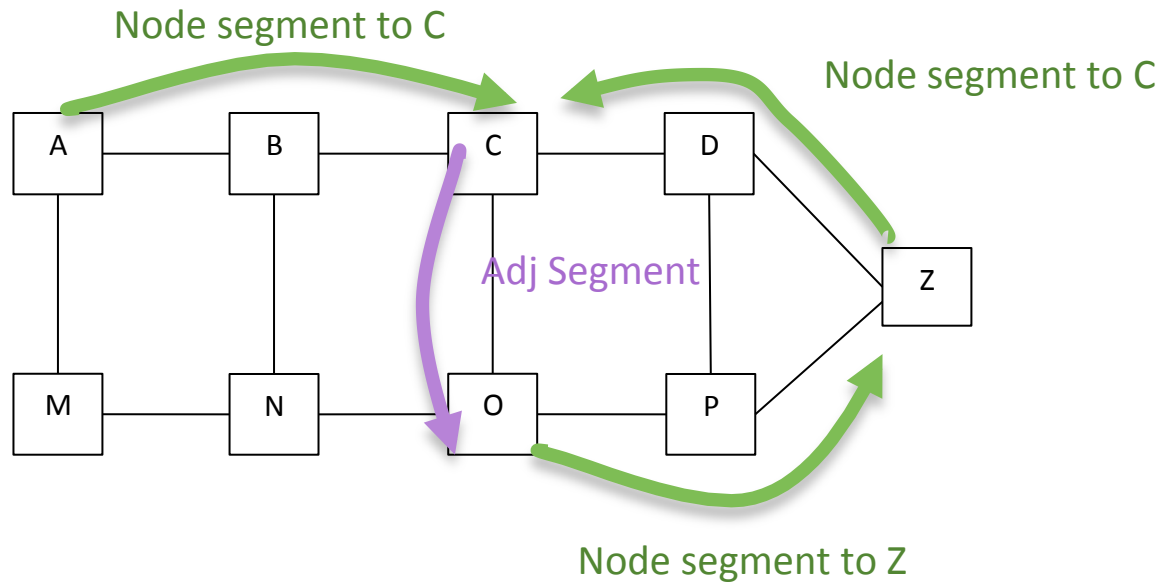 Node segment to C
Node segment to C
A
B
C
D
Adj Segment
Z
M
N
O
P
Node segment to Z